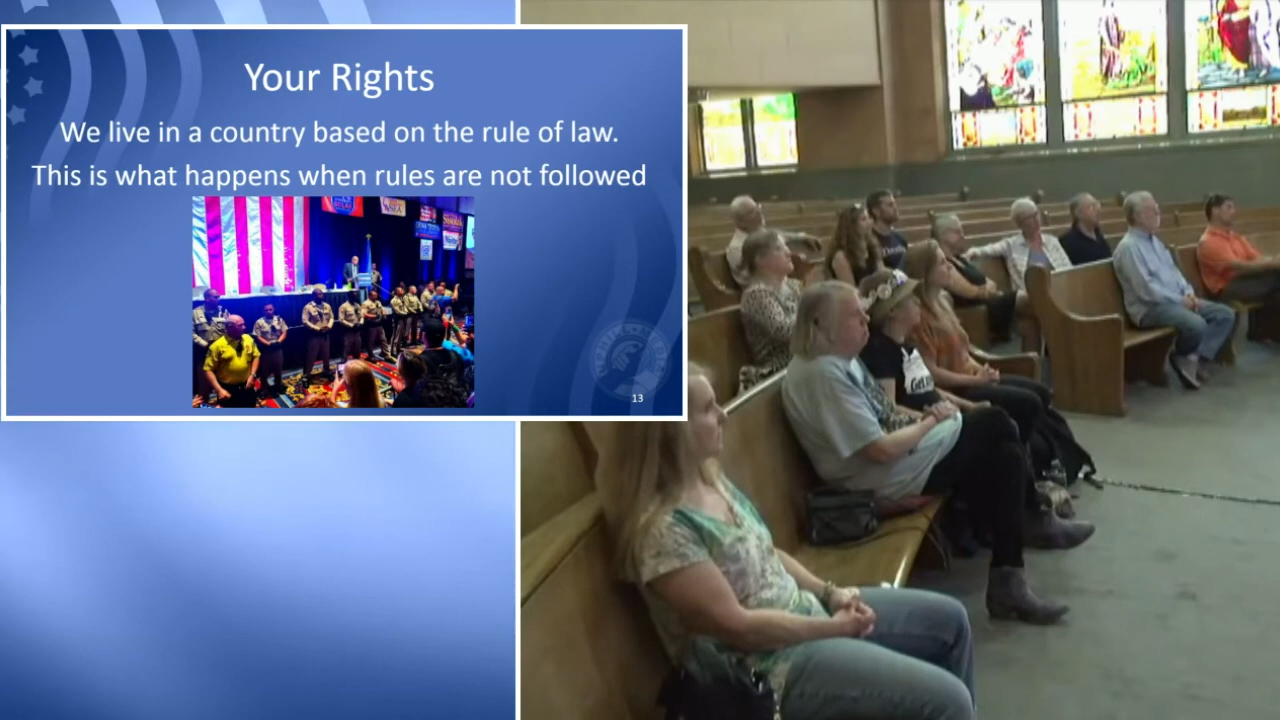 Your Rights
We live in a country based on the rule of law.
This is what happens when rules are not followed
13